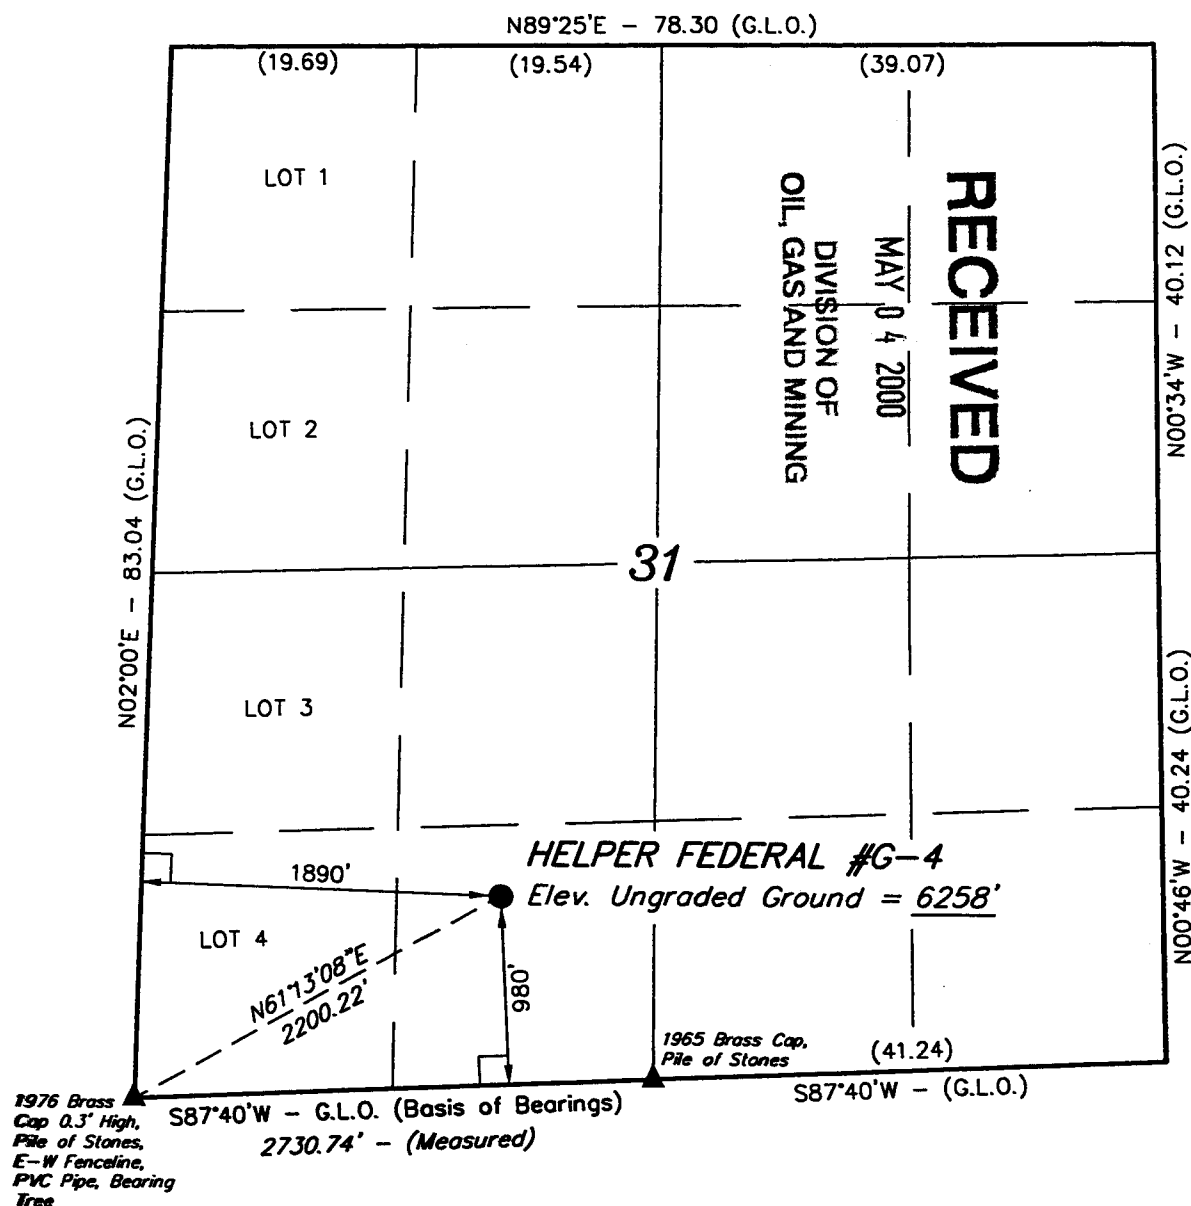 N89°25'E - 78.30 (G.L.O.)
(19.69)
(19.54)
(39.07)
LOT 1
RECEIVED
MAY 04 2000
DIVISION OF
OIL, GAS AND MINING
N00°34'W - 40.12 (G.L.O.)
LOT 2
N02°00'E - 83.04 (G.L.O.)
31
LOT 3
N00°46'W - 40.24 (G.L.O.)
HELPER FEDERAL #G-4
1890'
Elev. Ungraded Ground = 6258'
LOT 4
N61°13'08"E
2200.22'
980'
1965 Brass Cap,
Pile of Stones
(41.24)
S87°40'W - (G.L.O.)
1976 Brass
Cap 0.3' High,
Pile of Stones,
E-W Fenceline,
PVC Pipe, Bearing
Tree
S87°40'W - G.L.O. (Basis of Bearings)
2730.74' - (Measured)